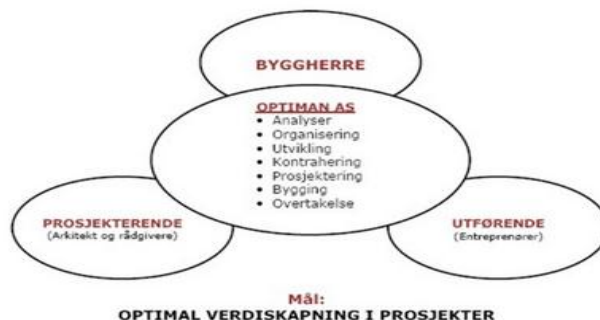 BYGGHERRE
OPTIMAN AS
• Analyser
• Organisering
• Utvikling
• Kontrahering
• Prosjektering
• Bygging
• Overtakelse
PROSJEKTERENDE
(Arkitekt og rådgivere)
UTFØRENDE
(Entreprenører)
Mål:
OPTIMAL VERDISKAPNING I PROSJEKTER